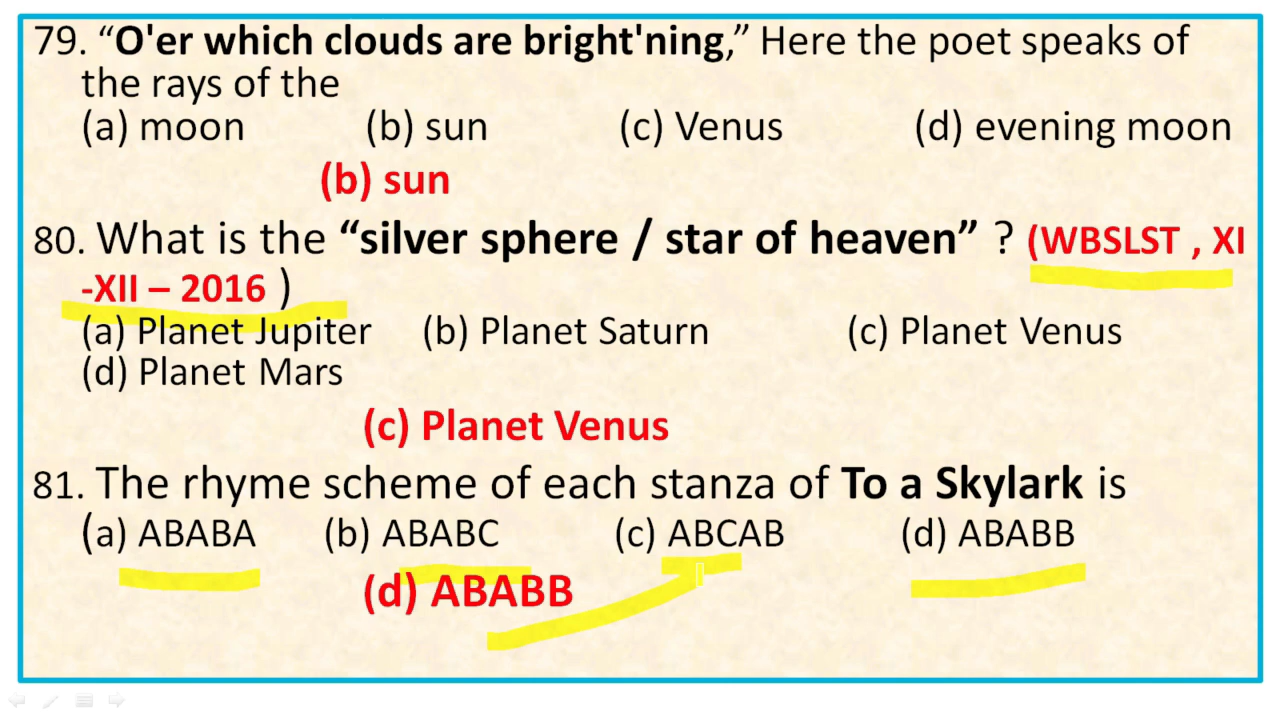 79. “O'er which clouds are bright'ning,” Here the poet speaks of
the rays of the
(a) moon (b) sun (c) Venus (d) evening moon
(b) sun
80. What is the “silver sphere / star of heaven” ? (WBSLST , XI
-XII – 2016 )
(a) Planet Jupiter (b) Planet Saturn (c) Planet Venus
(d) Planet Mars
(c) Planet Venus
81. The rhyme scheme of each stanza of To a Skylark is
(a) ABABA (b) ABABC (c) ABCAB (d) ABABB
(d) ABABB